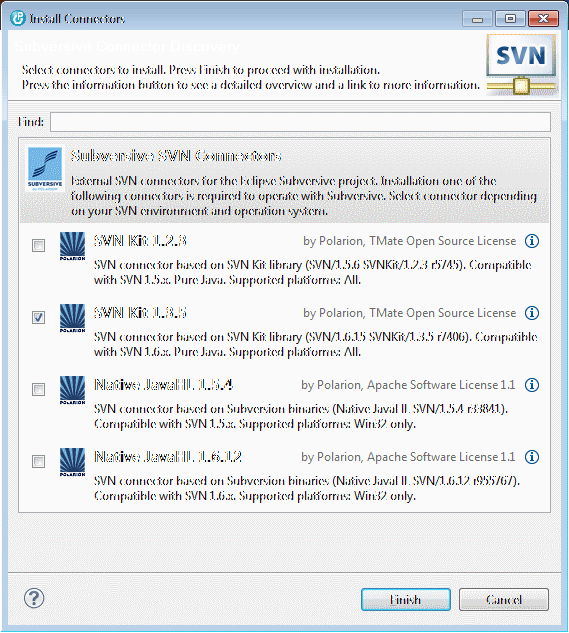 Install Connectors
Subversive Connector Discovery
Select connectors to install. Press Finish to proceed with installation.
Press the information button to see a detailed overview and a link to more information.
SVN
Find:
SUBVERSIVE
BY POLARION
Subversive SVN Connectors
External SVN connectors for the Eclipse Subversive project. Installation one of the
following connectors is required to operate with Subversive. Select connector depending
on your SVN environment and operation system.
POLARION
SVN Kit 1.2.3
by Polarion, TMate Open Source License
SVN connector based on SVN Kit library (SVN/1.5.6 SVNKit/1.2.3 r5745). Compatible
with SVN 1.5.x. Pure Java. Supported platforms: All.
POLARION
SVN Kit 1.3.5
by Polarion, TMate Open Source License
SVN connector based on SVN Kit library (SVN/1.6.15 SVNKit/1.3.5 r7406). Compatible
with SVN 1.6.x. Pure Java. Supported platforms: All.
POLARION
Native JavaHL 1.5.4
by Polarion, Apache Software License 1.1
SVN connector based on Subversion binaries (Native JavaHL SVN/1.5.4 r33841).
Compatible with SVN 1.5.x. Supported platforms: Win32 only.
POLARION
Native JavaHL 1.6.12
by Polarion, Apache Software License 1.1
SVN connector based on Subversion binaries (Native JavaHL SVN/1.6.12 r955767).
Compatible with SVN 1.6.x. Supported platforms: Win32 only.
?
Finish
Cancel